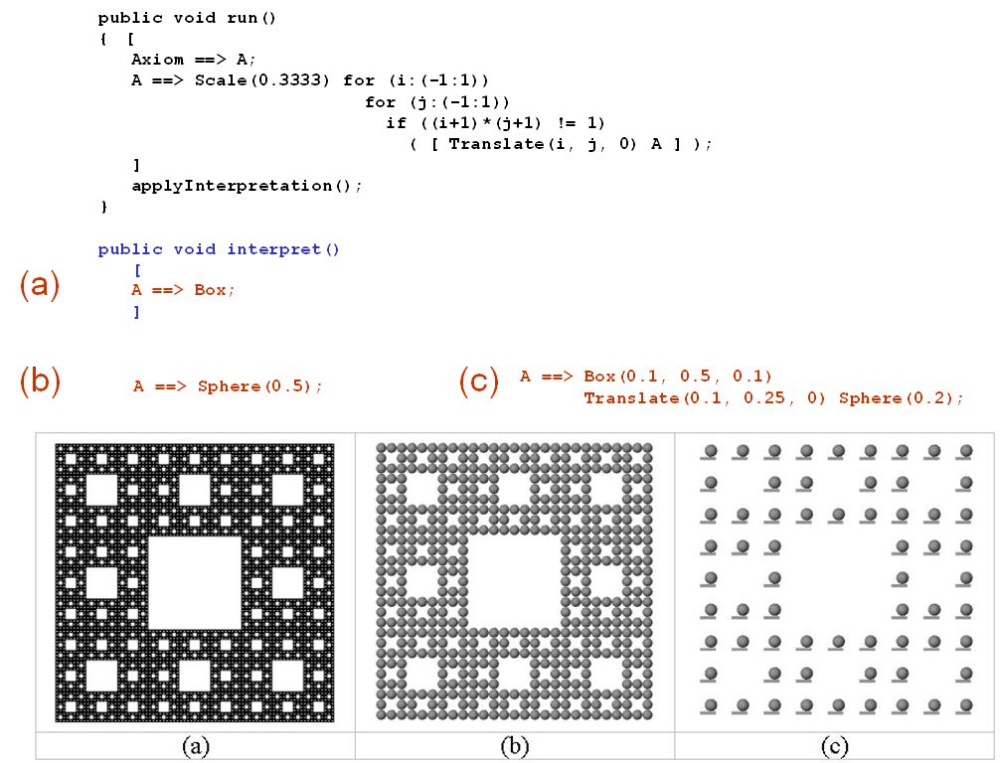 public void run()
{ [
Axiom ==> A;
A ==> Scale(0.3333) for (i:(-1:1))
for (j:(-1:1))
if ((i+1)*(j+1) != 1)
( [ Translate(i, j, 0) A ] );
]
applyInterpretation();
}
public void interpret()
[
(a)
A ==> Box;
]
(b)
A ==> Sphere(0.5);
(c)
A ==> Box(0.1, 0.5, 0.1)
Translate(0.1, 0.25, 0) Sphere(0.2);
(a)
(b)
(c)